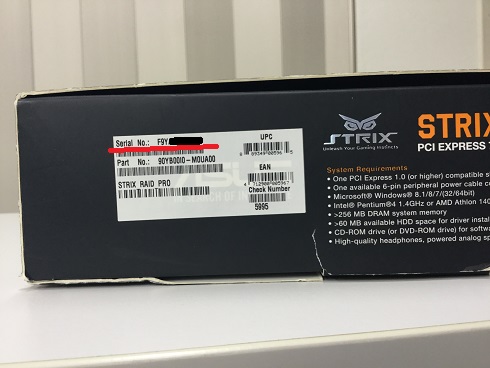 Serial No.: F9Y
Part No.: 90YB00I0-M0UA00
STRIX RAID PRO
UPC
EAN
Check Number
5995
STRIX
Unleash Your Gaming Instincts
STRIX
PCI EXPRESS
System Requirements
• One PCI Express 1.0 (or higher) compatible
• One available 6-pin peripheral power cable
• Microsoft® Windows® 8.1/8/7(32/64bit)
• Intel® Pentium®4 1.4GHz or AMD Athlon 140
• >256 MB DRAM system memory
• >60 MB available HDD space for driver
• CD-ROM drive (or DVD-ROM drive) for
• High-quality headphones, powered analog